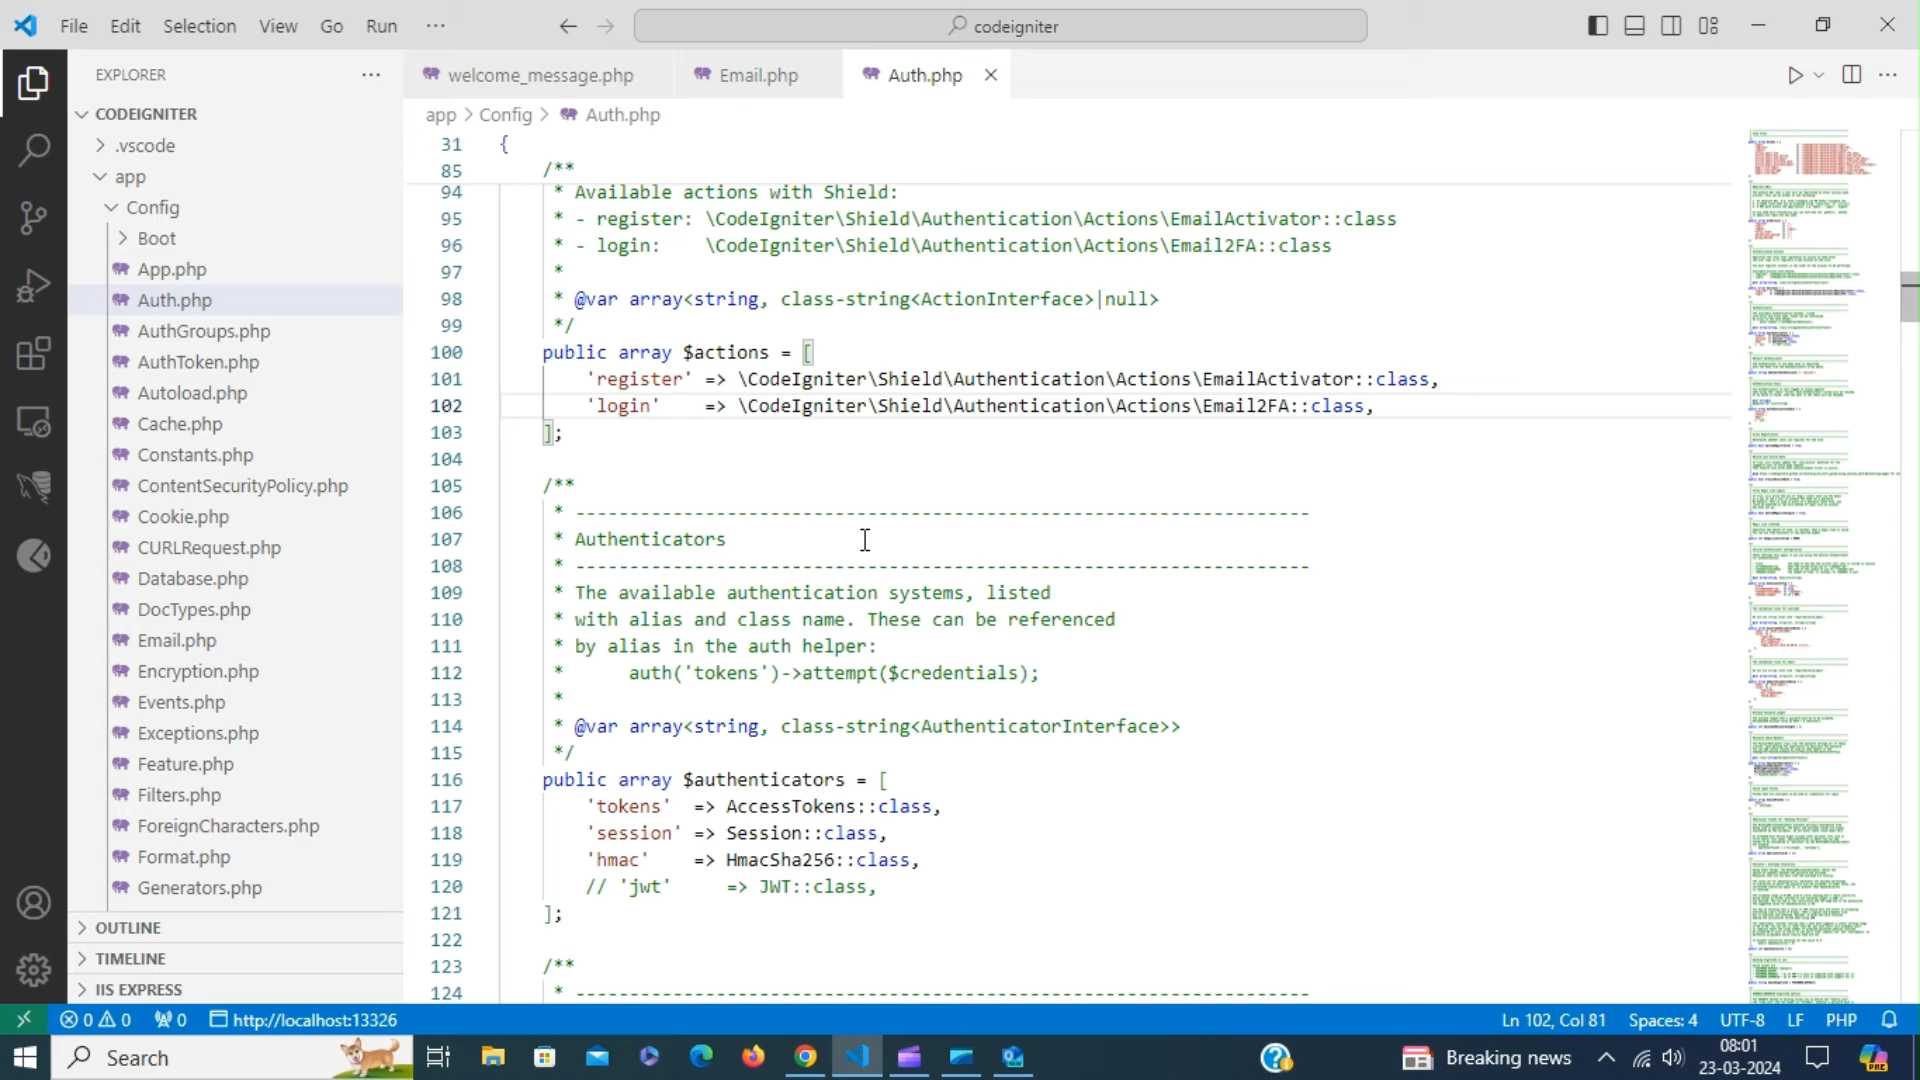 File Edit Selection View Go Run ···
codeigniter
EXPLORER ···
welcome_message.php Email.php Auth.php
CODEIGNITER
app > Config > Auth.php
.vscode
app
Config
Boot
App.php
Auth.php
AuthGroups.php
AuthToken.php
Autoload.php
Cache.php
Constants.php
ContentSecurityPolicy.php
Cookie.php
CURLRequest.php
Database.php
DocTypes.php
Email.php
Encryption.php
Events.php
Exceptions.php
Feature.php
Filters.php
ForeignCharacters.php
Format.php
Generators.php
OUTLINE
TIMELINE
IIS EXPRESS
31 {
85 /**
94 * Available actions with Shield:
95 * - register: \CodeIgniter\Shield\Authentication\Actions\EmailActivator::class
96 * - login: \CodeIgniter\Shield\Authentication\Actions\Email2FA::class
97 *
98 * @var array<string, class-string<ActionInterface>|null>
99 */
100 public array $actions = [
101 'register' => \CodeIgniter\Shield\Authentication\Actions\EmailActivator::class,
102 'login' => \CodeIgniter\Shield\Authentication\Actions\Email2FA::class,
103 ];
104
105 /**
106 * --------------------------------------------------------------------
107 * Authenticators
108 * --------------------------------------------------------------------
109 * The available authentication systems, listed
110 * with alias and class name. These can be referenced
111 * by alias in the auth helper:
112 * auth('tokens')->attempt($credentials);
113 *
114 * @var array<string, class-string<AuthenticatorInterface>>
115 */
116 public array $authenticators = [
117 'tokens' => AccessTokens::class,
118 'session' => Session::class,
119 'hmac' => HmacSha256::class,
120 // 'jwt' => JWT::class,
121 ];
122
123 /**
124 * --------------------------------------------------------------------
0 0 0 http://localhost:13326 Ln 102, Col 81 Spaces: 4 UTF-8 LF PHP
Search Breaking news 08:01
23-03-2024
PRE